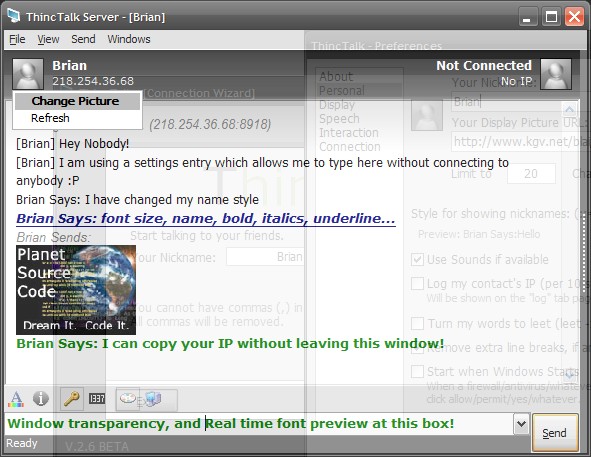 ThincTalk Server - [Brian]
File View Send Windows
ThincTalk - Preferences
Brian
218.254.36.68
Not Connected
No IP
[Connection Wizard]
Change Picture
Refresh
(218.254.36.68:8918)
About
Personal
Display
Speech
Interaction
Connection
Your Nickname:
Brian
Your Display Picture URL:
http://www.kgv.net/bla
Limit to 20
[Brian] Hey Nobody!
[Brian] I am using a settings entry which allows me to type here without connecting to
anybody :P
Brian Says: I have changed my name style
Brian Says: font size, name, bold, italics, underline...
Brian Sends:
Planet
Source
Code
Dream It. Code It.
Start talking to your friends.
Your Nickname: Brian
You cannot have commas (,) in
All commas will be removed.
Style for showing nicknames:
Preview: Brian Says:Hello
Use Sounds if available
Log my contact's IP (per 10
Will be shown on the "log" tab page
Turn my words to leet (leet -
Remove extra line breaks, if a
Start when Windows Starts
When a firewall/antivirus/whatever
click allow/permit/yes/whatever.
Brian Says: I can copy your IP without leaving this window!
A 1337
Window transparency, and Real time font preview at this box!
Send
Ready
V.2.6 BETA